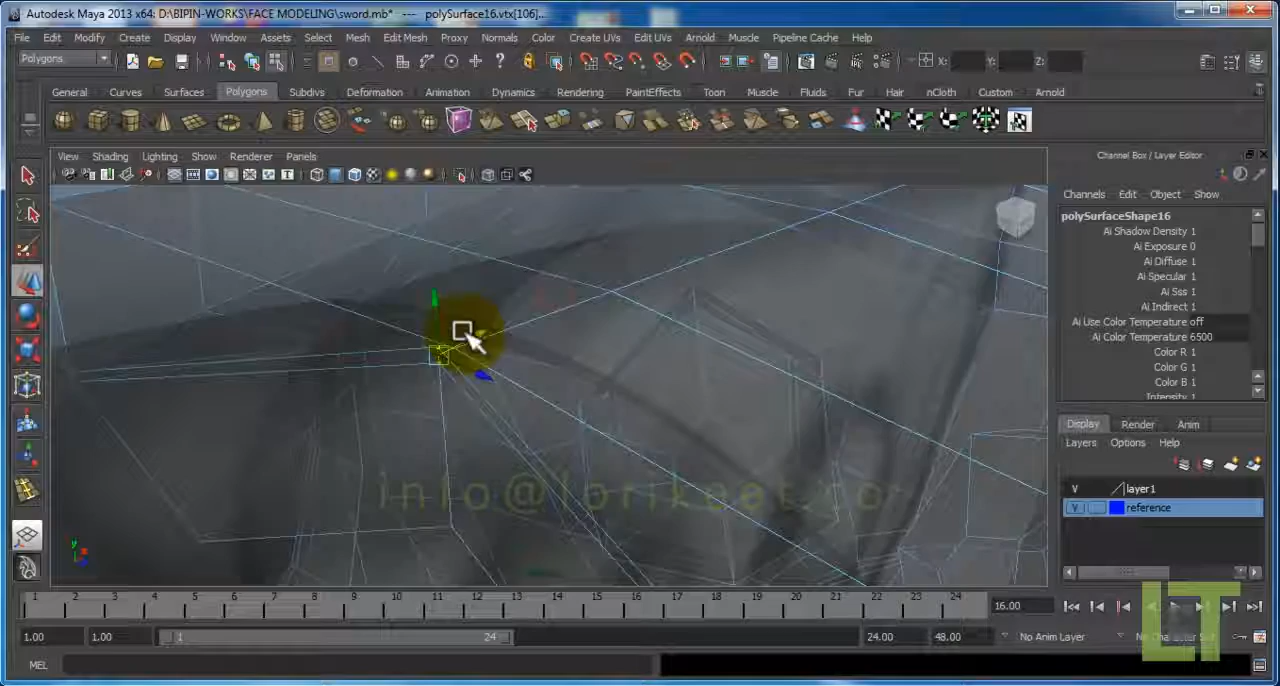 Autodesk Maya 2013 x64: D:\BIPIN-WORKS\FACE MODELING\sword.mb* --- polySurface16.vtx[106]...
File Edit Modify Create Display Window Assets Select Mesh Edit Mesh Proxy Normals Color Create UVs Edit UVs Arnold Muscle Pipeline Cache Help
Polygons X: Y: Z:
General Curves Surfaces Polygons Subdivs Deformation Animation Dynamics Rendering PaintEffects Toon Muscle Fluids Fur Hair nCloth Custom Arnold
View Shading Lighting Show Renderer Panels
Channel Box / Layer Editor
Channels Edit Object Show
polySurfaceShape16
Ai Shadow Density 1
Ai Exposure 0
Ai Diffuse 1
Ai Specular 1
Ai Sss 1
Ai Indirect 1
Ai Use Color Temperature off
Ai Color Temperature 6500
Color R 1
Color G 1
Color B 1
Intensity 1
Display Render Anim
Layers Options Help
V layer1
V reference
info@lorikeat.co
1 2 3 4 5 6 7 8 9 10 11 12 13 14 15 16 17 18 19 20 21 22 23 24 16.00
1.00 1.00 1 24 24.00 48.00 No Anim Layer
MEL
LT